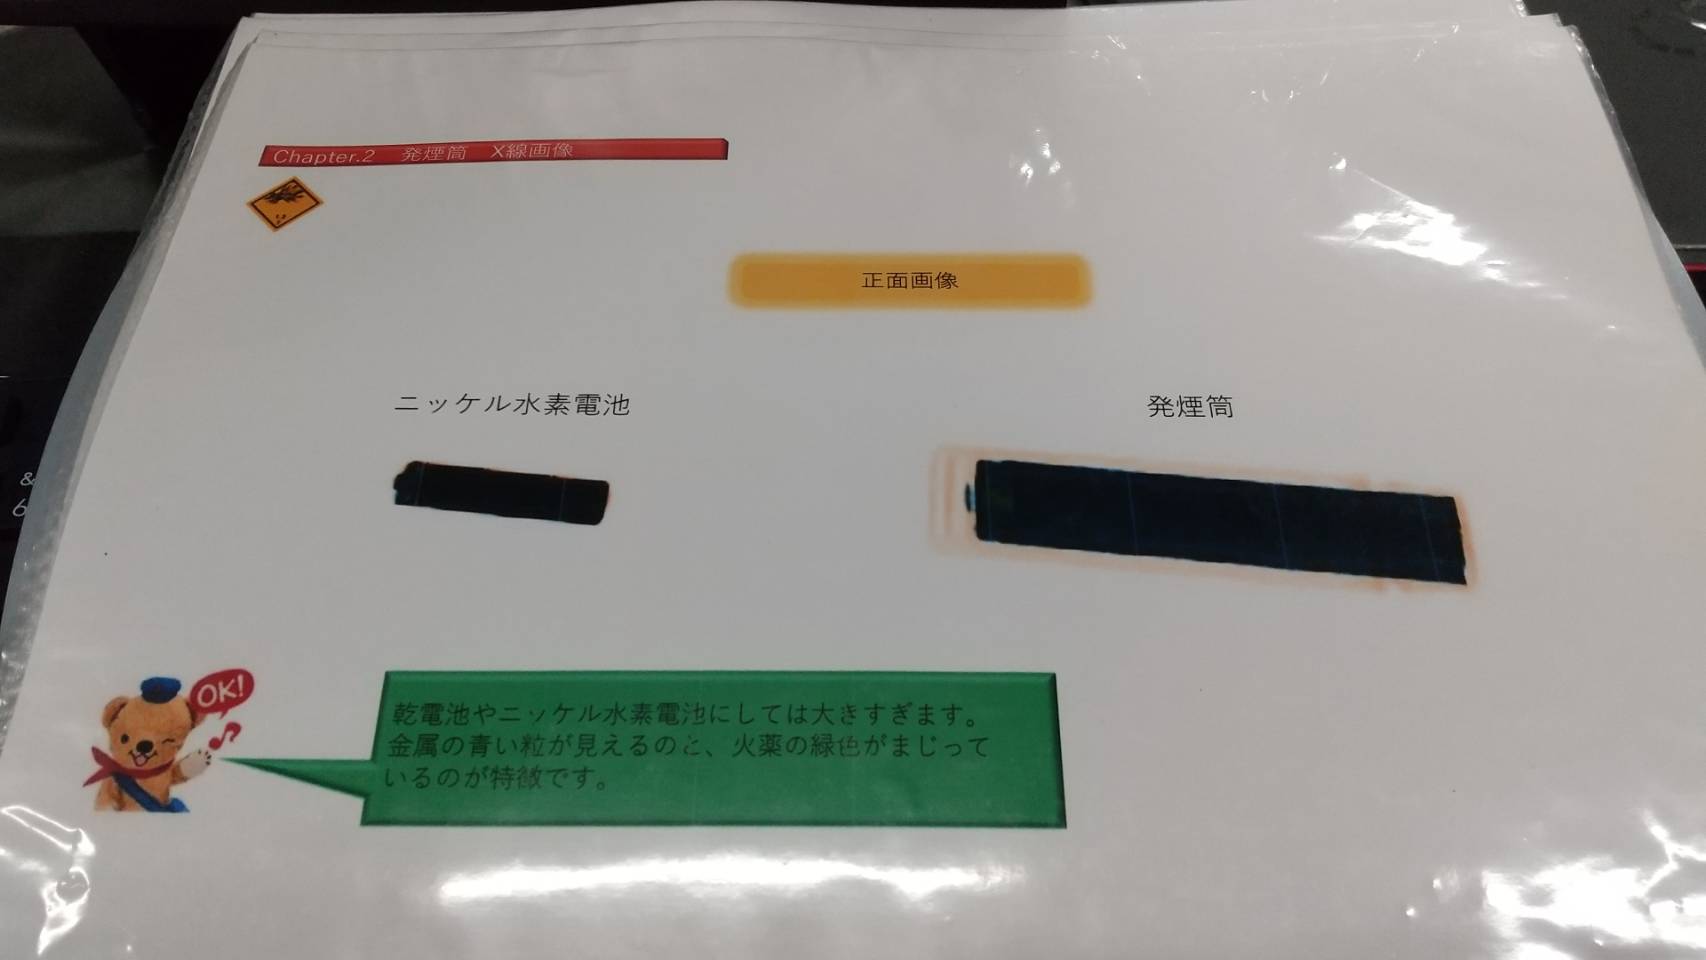 Chapter.2 発煙筒 X線画像
正面画像
ニッケル水素電池
発煙筒
OK!
乾電池やニッケル水素電池にしては大きすぎます。
金属の青い粒が見えるのと、火薬の緑色がまじって
いるのが特徴です。
&
6